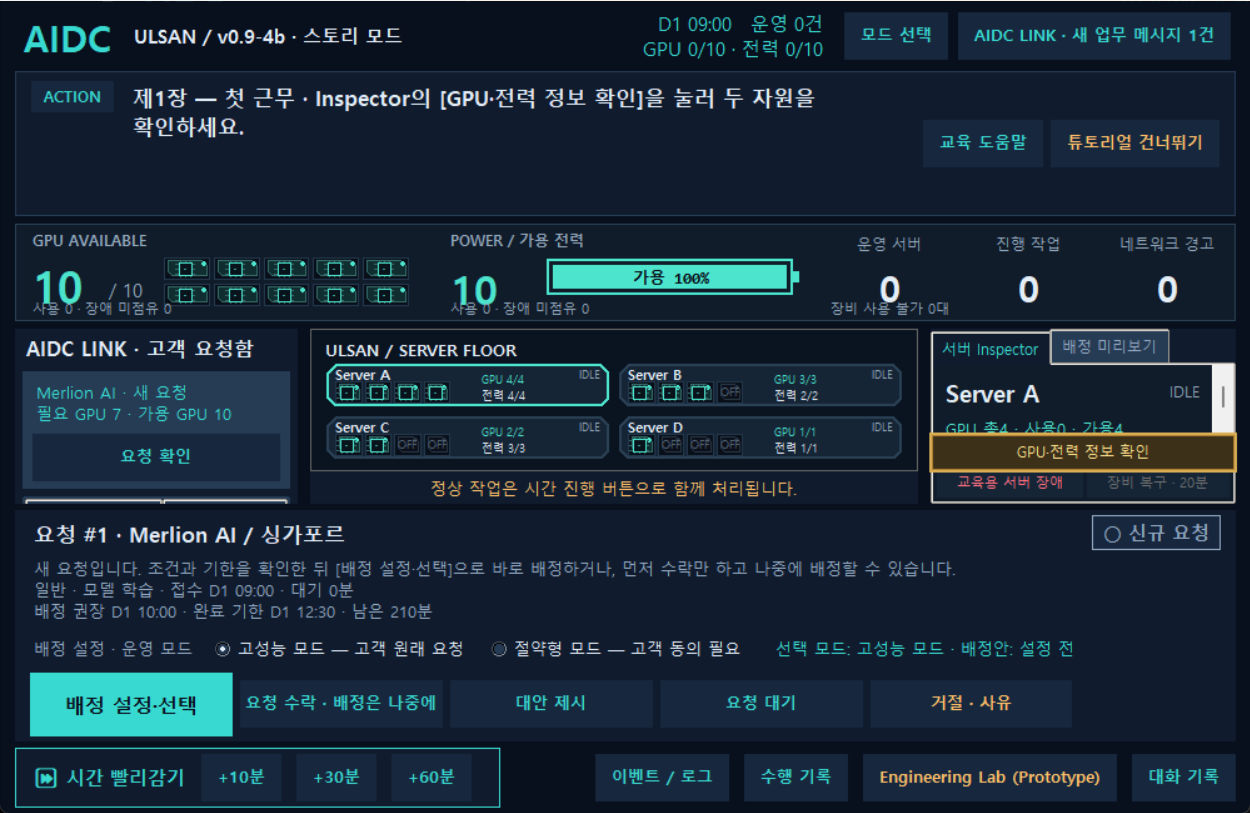 AIDC
ULSAN / v0.9-4b · 스토리 모드
D1 09:00 운영 0건
GPU 0/10 · 전력 0/10
모드 선택
AIDC LINK · 새 업무 메시지 1건
ACTION
제1장 — 첫 근무 · Inspector의 [GPU·전력 정보 확인]을 눌러 두 자원을
확인하세요.
교육 도움말
튜토리얼 건너뛰기
GPU AVAILABLE
10 / 10
사용 0 · 장애 미점유 0
POWER / 가용 전력
10
가용 100%
사용 0 · 장애 미점유 0
운영 서버
0
장비 사용 불가 0대
진행 작업
0
네트워크 경고
0
AIDC LINK · 고객 요청함
Merlion AI · 새 요청
필요 GPU 7 · 가용 GPU 10
요청 확인
ULSAN / SERVER FLOOR
Server A
GPU 4/4
전력 4/4
IDLE
Server B
OFF
GPU 3/3
전력 2/2
IDLE
Server C
OFF OFF
GPU 2/2
전력 3/3
IDLE
Server D
OFF OFF OFF
GPU 1/1
전력 1/1
IDLE
정상 작업은 시간 진행 버튼으로 함께 처리됩니다.
서버 Inspector
배정 미리보기
Server A
IDLE
GPU 총4 · 사용0 · 가용4
GPU·전력 정보 확인
교육용 서버 장애
장비 복구 · 20분
요청 #1 · Merlion AI / 싱가포르
○ 신규 요청
새 요청입니다. 조건과 기한을 확인한 뒤 [배정 설정·선택]으로 바로 배정하거나, 먼저 수락만 하고 나중에 배정할 수 있습니다.
일반 · 모델 학습 · 접수 D1 09:00 · 대기 0분
배정 권장 D1 10:00 · 완료 기한 D1 12:30 · 남은 210분
배정 설정 · 운영 모드
고성능 모드 — 고객 원래 요청
절약형 모드 — 고객 동의 필요
선택 모드: 고성능 모드 · 배정안: 설정 전
배정 설정·선택
요청 수락 · 배정은 나중에
대안 제시
요청 대기
거절 · 사유
시간 빨리감기
+10분
+30분
+60분
이벤트 / 로그
수행 기록
Engineering Lab (Prototype)
대화 기록